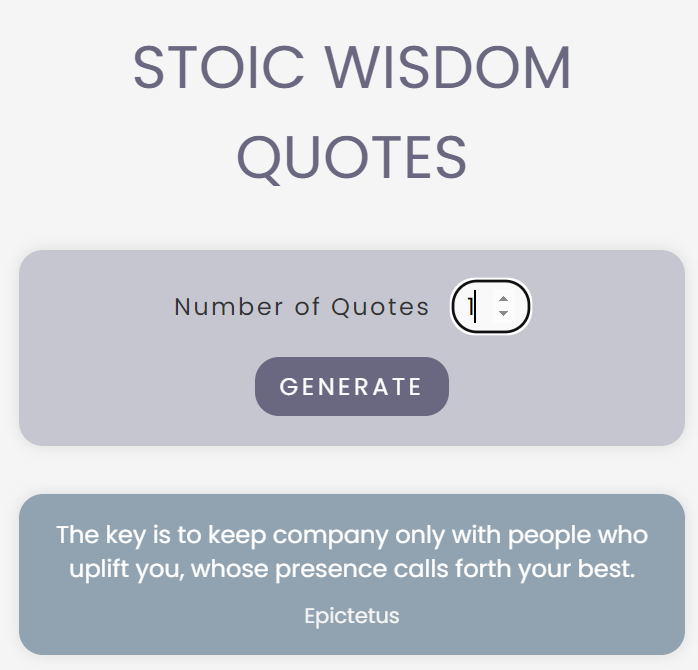 STOIC WISDOM
QUOTES
Number of Quotes 1
GENERATE
The key is to keep company only with people who
uplift you, whose presence calls forth your best.
Epictetus